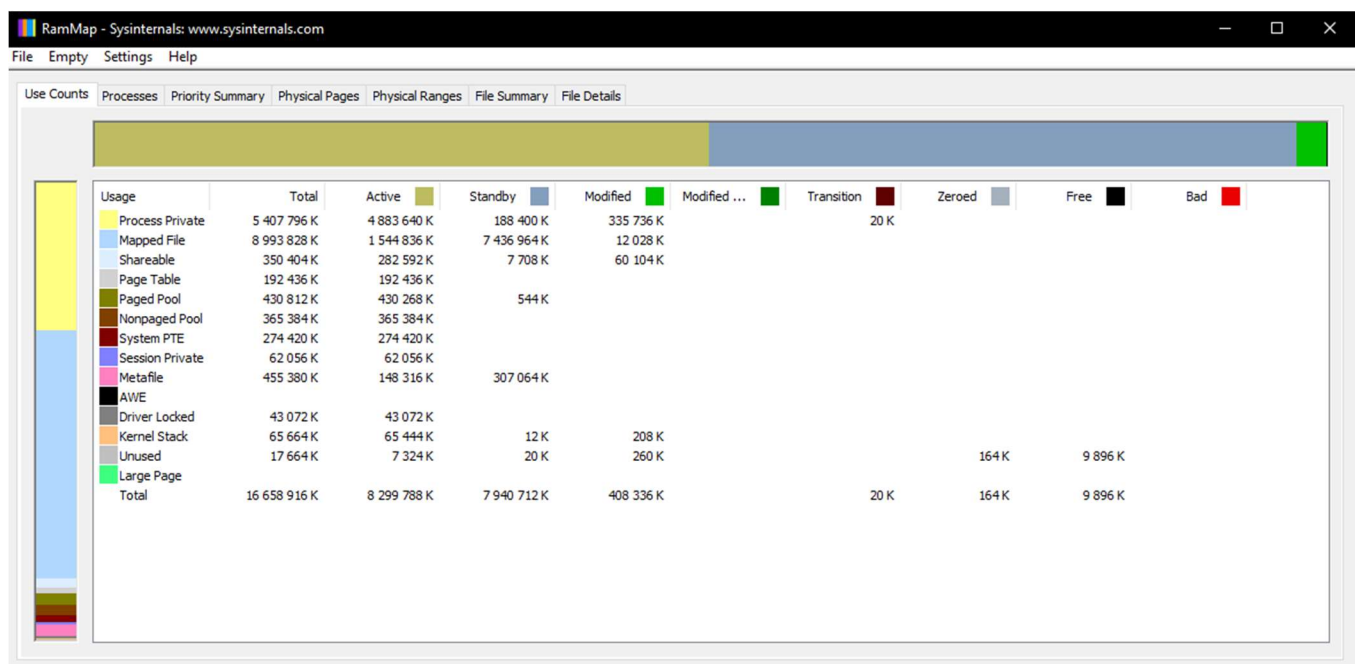 RamMap - Sysinternals: www.sysinternals.com
File Empty Settings Help
Use Counts Processes Priority Summary Physical Pages Physical Ranges File Summary File Details
Usage Total Active Standby Modified Modified ... Transition Zeroed Free Bad
Process Private 5 407 796 K 4 883 640 K 188 400 K 335 736 K 20 K
Mapped File 8 993 828 K 1 544 836 K 7 436 964 K 12 028 K
Shareable 350 404 K 282 592 K 7 708 K 60 104 K
Page Table 192 436 K 192 436 K
Paged Pool 430 812 K 430 268 K 544 K
Nonpaged Pool 365 384 K 365 384 K
System PTE 274 420 K 274 420 K
Session Private 62 056 K 62 056 K
Metafile 455 380 K 148 316 K 307 064 K
AWE
Driver Locked 43 072 K 43 072 K
Kernel Stack 65 664 K 65 444 K 12 K 208 K
Unused 17 664 K 7 324 K 20 K 260 K 164 K 9 896 K
Large Page
Total 16 658 916 K 8 299 788 K 7 940 712 K 408 336 K 20 K 164 K 9 896 K